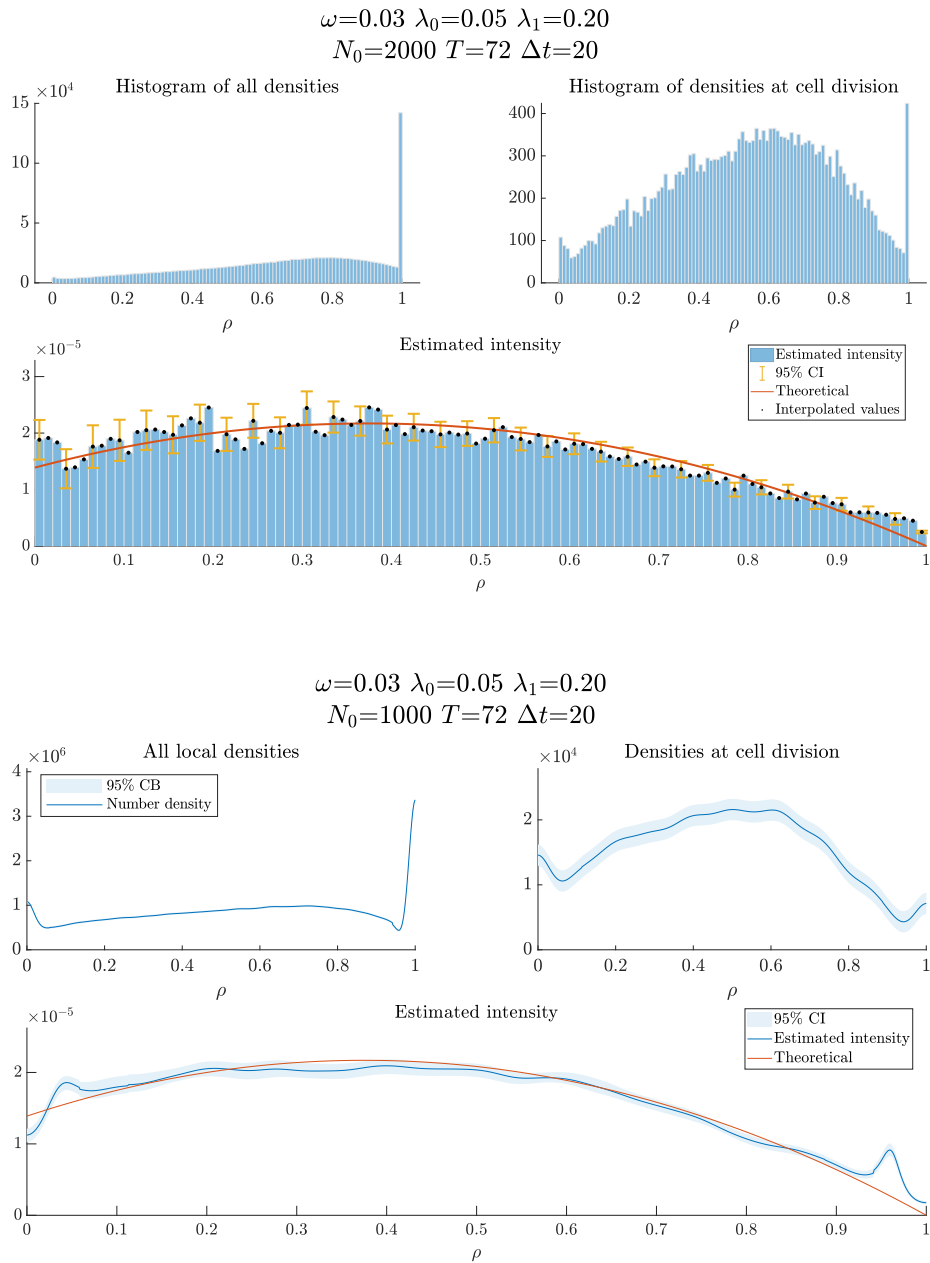 ω=0.03 λ₀=0.05 λ₁=0.20
N₀=2000 T=72 Δt=20
Histogram of all densities
×10⁴
15
10
5
0
0 0.2 0.4 0.6 0.8 1
ρ
Histogram of densities at cell division
400
300
200
100
0
0 0.2 0.4 0.6 0.8 1
ρ
Estimated intensity
×10⁻⁵
3
2
1
0
0 0.1 0.2 0.3 0.4 0.5 0.6 0.7 0.8 0.9 1
ρ
Estimated intensity
95% CI
Theoretical
Interpolated values
ω=0.03 λ₀=0.05 λ₁=0.20
N₀=1000 T=72 Δt=20
All local densities
×10⁶
4
3
2
1
0
0 0.2 0.4 0.6 0.8 1
ρ
95% CB
Number density
Densities at cell division
×10⁴
2
1
0
0 0.2 0.4 0.6 0.8 1
ρ
Estimated intensity
×10⁻⁵
2
1
0
0 0.1 0.2 0.3 0.4 0.5 0.6 0.7 0.8 0.9 1
ρ
95% CI
Estimated intensity
Theoretical